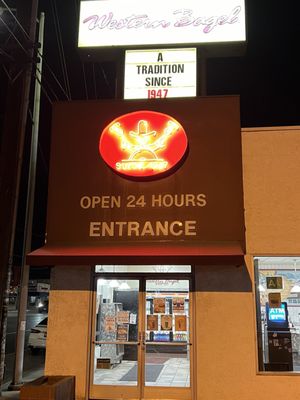 Western Bagel
A
TRADITION
SINCE
1947
OPEN 24 HOURS
ENTRANCE
A
ATM